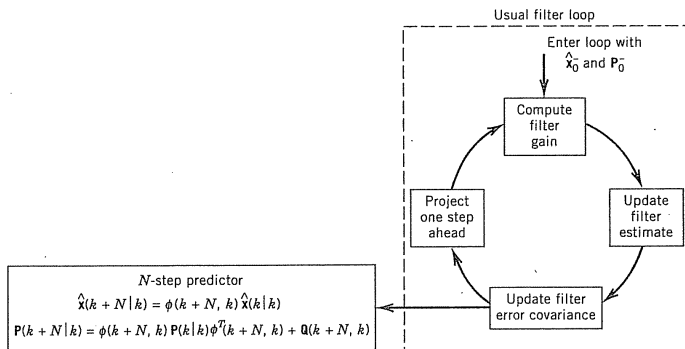 Usual filter loop
Enter loop with
x̂₀⁻ and P₀⁻
Compute
filter
gain
Project
one step
ahead
Update
filter
estimate
Update filter
error covariance
N-step predictor
x̂(k + N|k) = ϕ(k + N, k) x̂(k|k)
P(k + N|k) = ϕ(k + N, k) P(k|k)ϕᵀ(k + N, k) + Q(k + N, k)